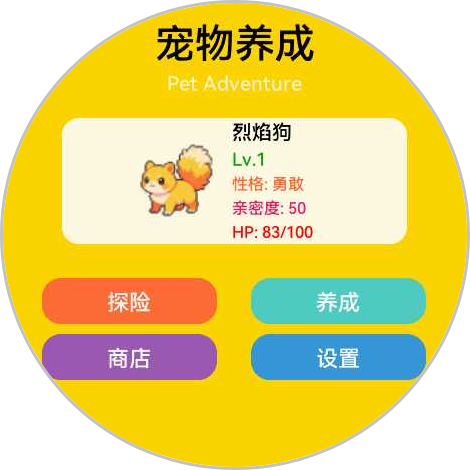 宠物养成
Pet Adventure
烈焰狗
Lv.1
性格: 勇敢
亲密度: 50
HP: 83/100
探险
养成
商店
设置